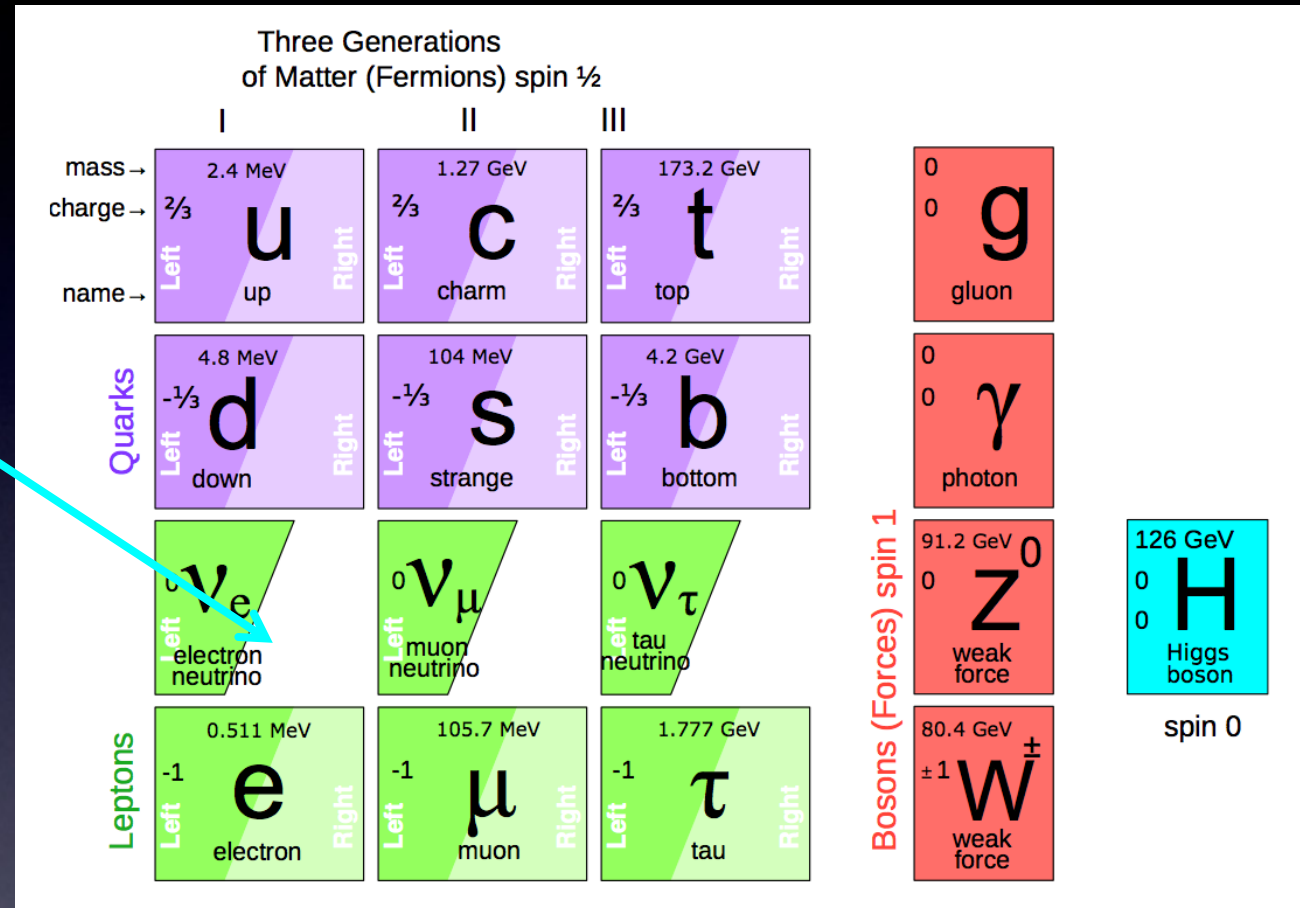 Three Generations
of Matter (Fermions) spin ½
I II III
mass→
charge→
name→
2.4 MeV
⅔
u
Left
Right
up
1.27 GeV
⅔
c
Left
Right
charm
173.2 GeV
⅔
t
Left
Right
top
0
0
g
gluon
Quarks
4.8 MeV
-⅓
d
Left
Right
down
104 MeV
-⅓
s
Left
Right
strange
4.2 GeV
-⅓
b
Left
Right
bottom
0
0
γ
photon
0
νe
Left
electron
neutrino
0
νμ
Left
muon
neutrino
0
ντ
Left
tau
neutrino
Bosons (Forces) spin 1
91.2 GeV
0
Z0
weak
force
126 GeV
0
0
H
Higgs
boson
spin 0
Leptons
0.511 MeV
-1
e
Left
Right
electron
105.7 MeV
-1
μ
Left
Right
muon
1.777 GeV
-1
τ
Left
Right
tau
80.4 GeV
±1
W±
weak
force